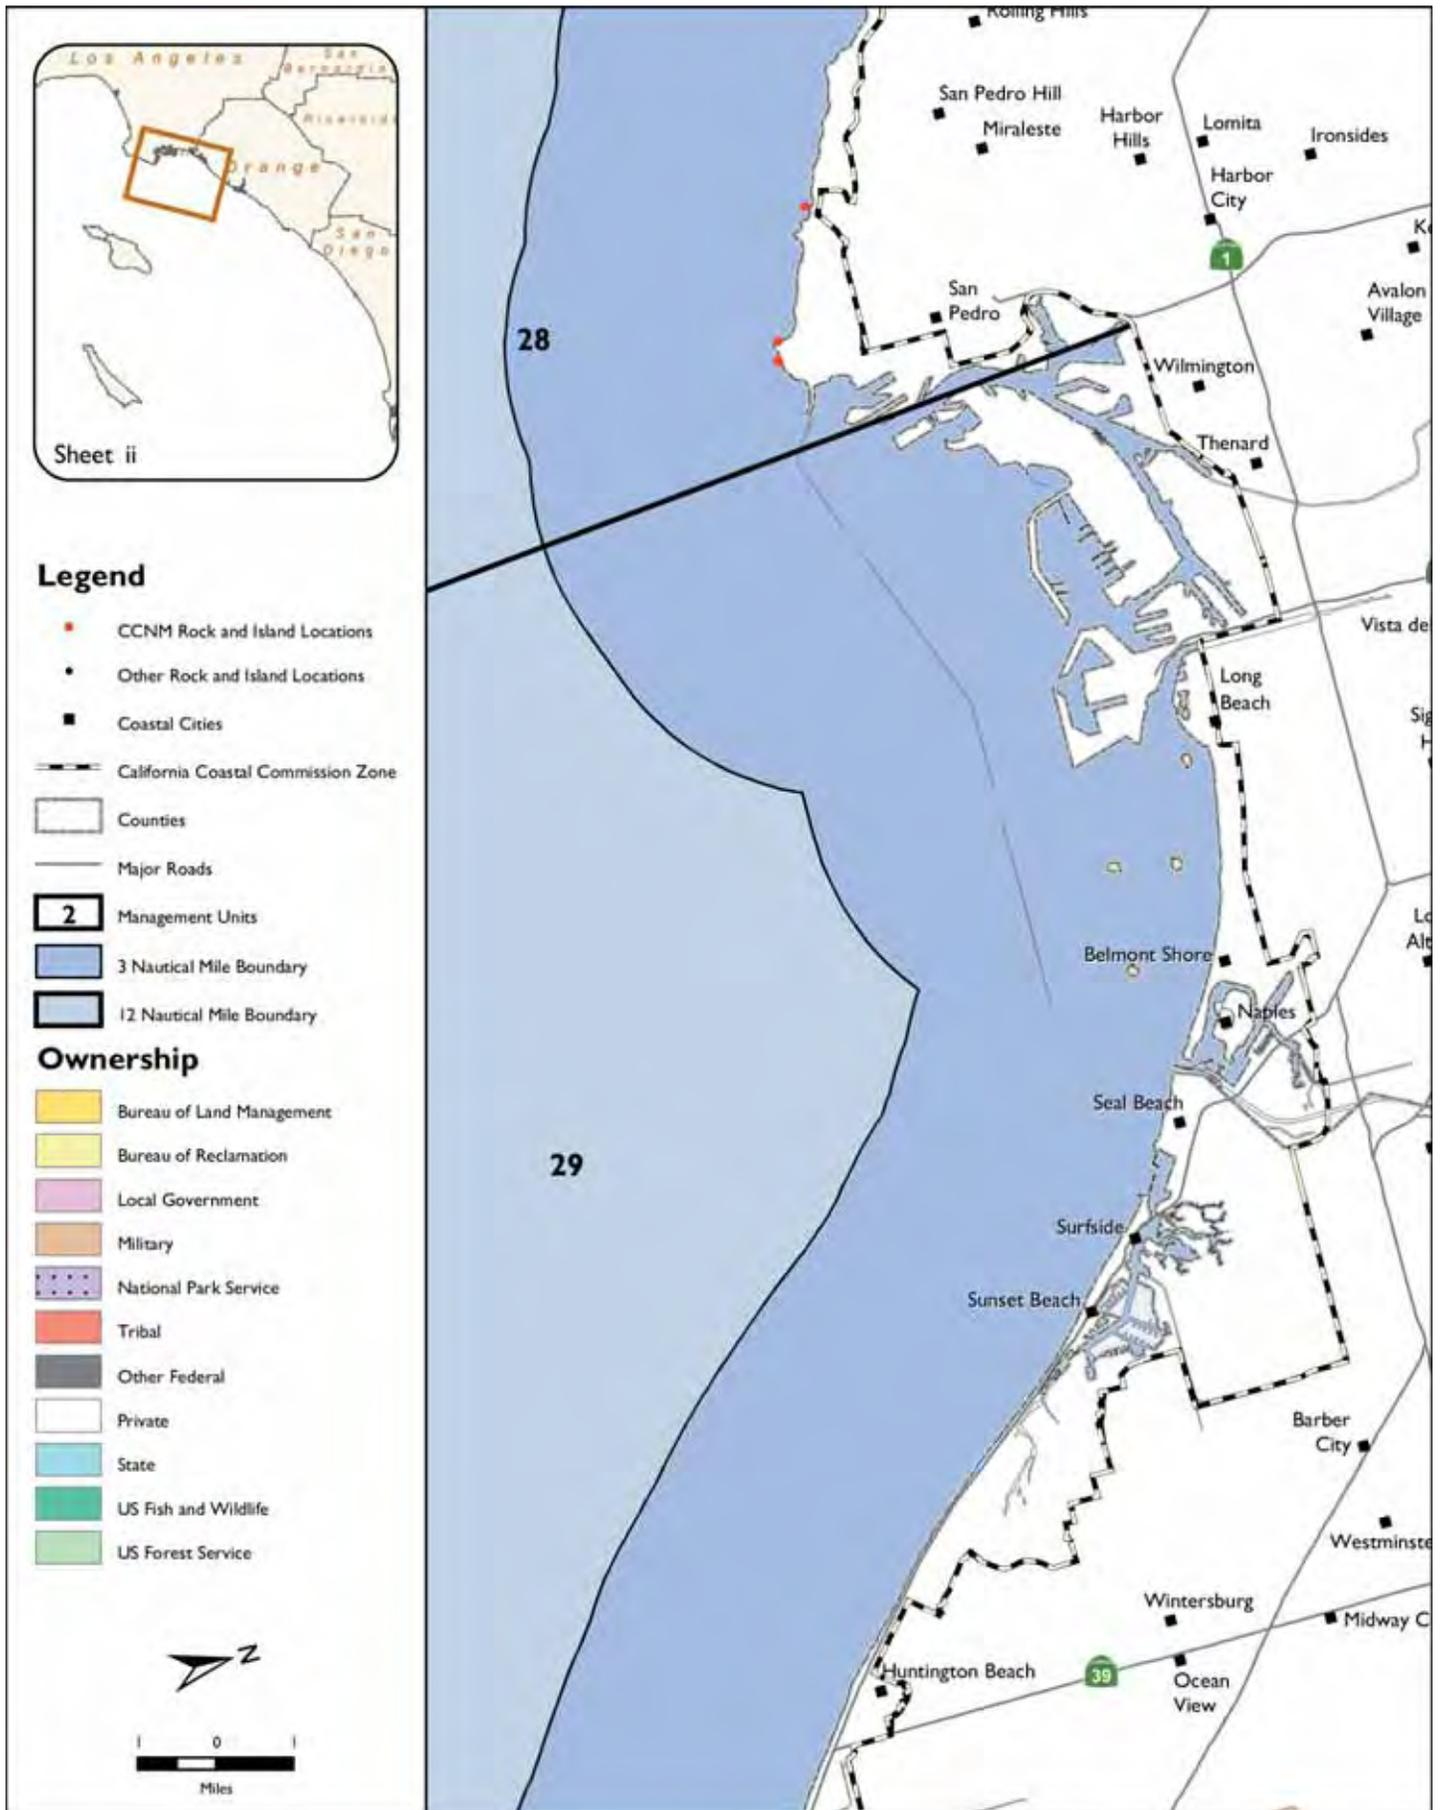 Los Angeles
San
Bernardino
Riverside
Orange
San
Diego
Sheet ii
Legend
CCNM Rock and Island Locations
Other Rock and Island Locations
Coastal Cities
California Coastal Commission Zone
Counties
Major Roads
2
Management Units
3 Nautical Mile Boundary
12 Nautical Mile Boundary
Ownership
Bureau of Land Management
Bureau of Reclamation
Local Government
Military
National Park Service
Tribal
Other Federal
Private
State
US Fish and Wildlife
US Forest Service
N
1 0 1
Miles
Rolling Hills
San Pedro Hill
Miraleste
Harbor
Hills
Lomita
Ironsides
Harbor
City
1
Avalon
Village
San
Pedro
28
Wilmington
Thenard
Vista de
Long
Beach
Belmont Shore
Naples
Seal Beach
29
Surfside
Sunset Beach
Barber
City
Westminste
Wintersburg
Midway C
Huntington Beach
39
Ocean
View